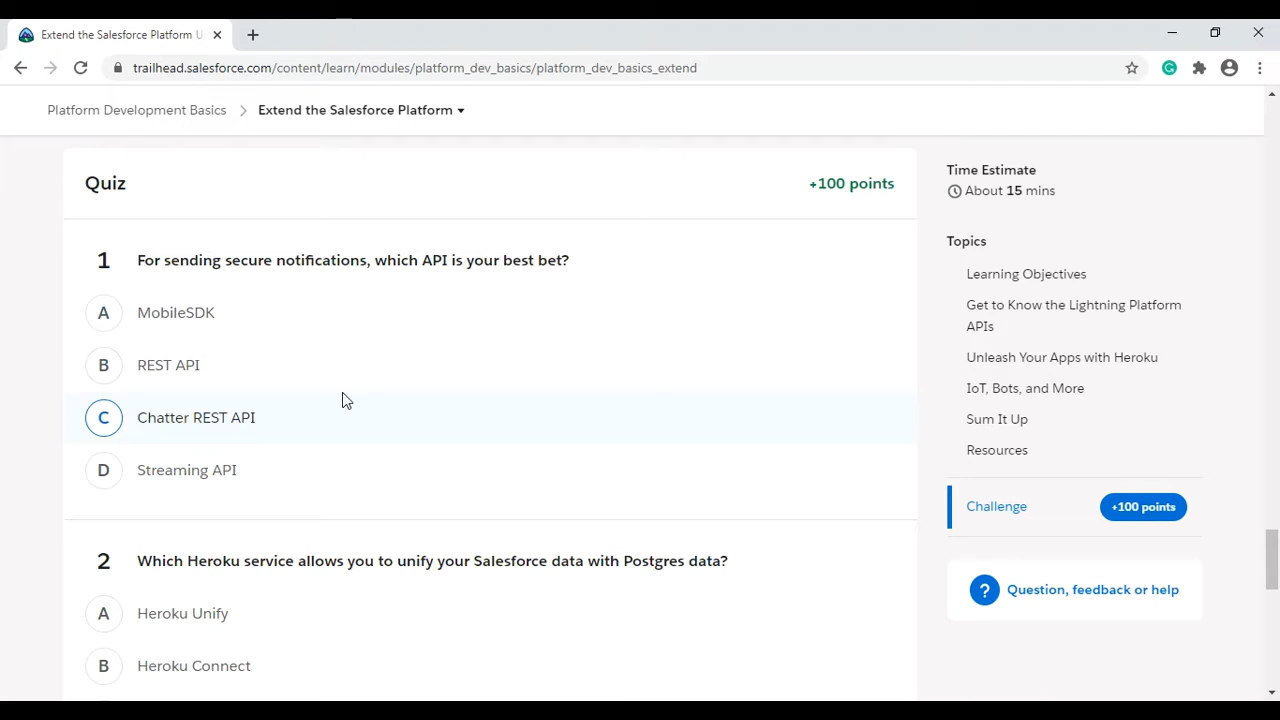 Extend the Salesforce Platform U
trailhead.salesforce.com/content/learn/modules/platform_dev_basics/platform_dev_basics_extend
Platform Development Basics
Extend the Salesforce Platform
Quiz
+100 points
1
For sending secure notifications, which API is your best bet?
A
MobileSDK
B
REST API
C
Chatter REST API
D
Streaming API
2
Which Heroku service allows you to unify your Salesforce data with Postgres data?
A
Heroku Unify
B
Heroku Connect
Time Estimate
About 15 mins
Topics
Learning Objectives
Get to Know the Lightning Platform
APIs
Unleash Your Apps with Heroku
IoT, Bots, and More
Sum It Up
Resources
Challenge
+100 points
?
Question, feedback or help